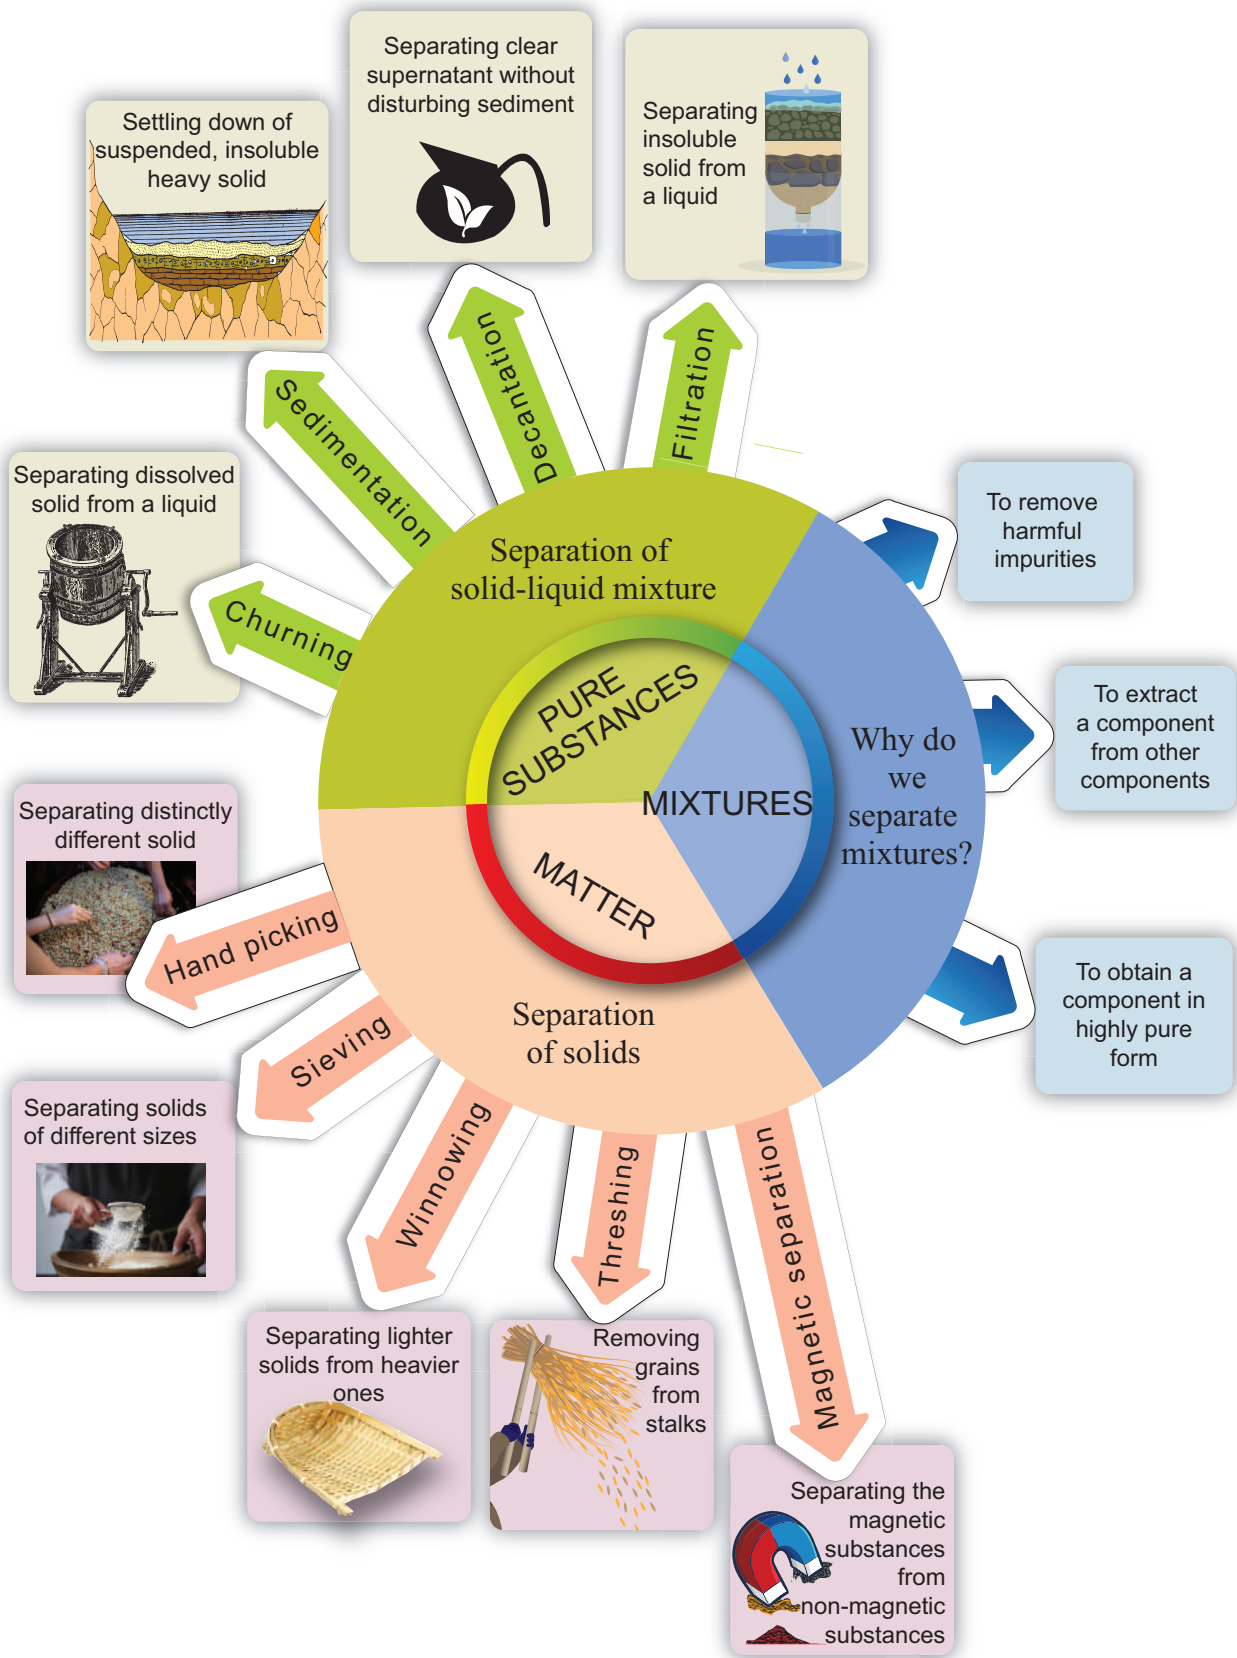 Separating clear
supernatant without
disturbing sediment
Separating
insoluble
solid from
a liquid
Settling down of
suspended, insoluble
heavy solid
Decantation
Filtration
Sedimentation
Separating dissolved
solid from a liquid
Churning
Separation of
solid-liquid mixture
To remove
harmful
impurities
PURE
SUBSTANCES
MIXTURES
MATTER
Why do
we
separate
mixtures?
To extract
a component
from other
components
To obtain a
component in
highly pure
form
Separating distinctly
different solid
Hand picking
Separation
of solids
Sieving
Separating solids
of different sizes
Winnowing
Separating lighter
solids from heavier
ones
Threshing
Removing
grains
from
stalks
Magnetic separation
Separating the
magnetic
substances
from
non-magnetic
substances